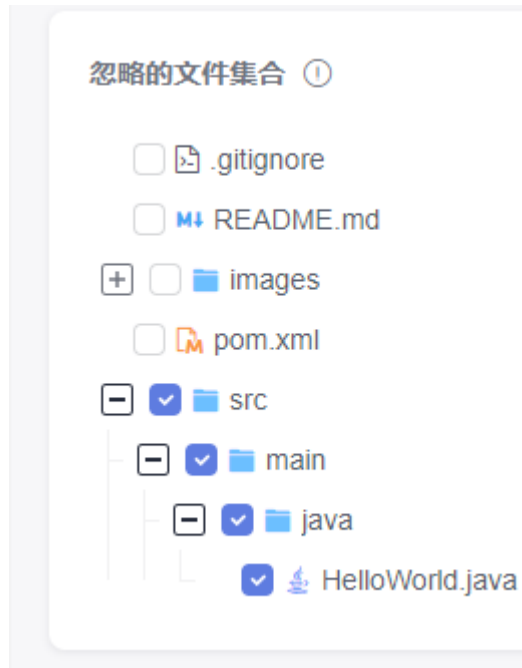 忽略的文件集合
.gitignore
README.md
images
pom.xml
src
main
java
HelloWorld.java